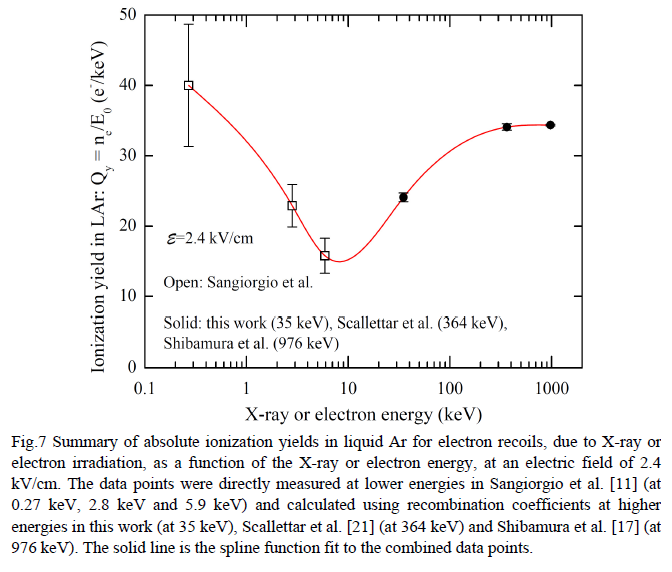 50
40
30
20
10
0
Ionization yield in LAr: Q_y = n_e/E_0 (e⁻/keV)
ℰ=2.4 kV/cm
Open: Sangiorgio et al.
Solid: this work (35 keV), Scallettar et al. (364 keV),
Shibamura et al. (976 keV)
0.1 1 10 100 1000
X-ray or electron energy (keV)
Fig.7 Summary of absolute ionization yields in liquid Ar for electron recoils, due to X-ray or
electron irradiation, as a function of the X-ray or electron energy, at an electric field of 2.4
kV/cm. The data points were directly measured at lower energies in Sangiorgio et al. [11] (at
0.27 keV, 2.8 keV and 5.9 keV) and calculated using recombination coefficients at higher
energies in this work (at 35 keV), Scallettar et al. [21] (at 364 keV) and Shibamura et al. [17] (at
976 keV). The solid line is the spline function fit to the combined data points.